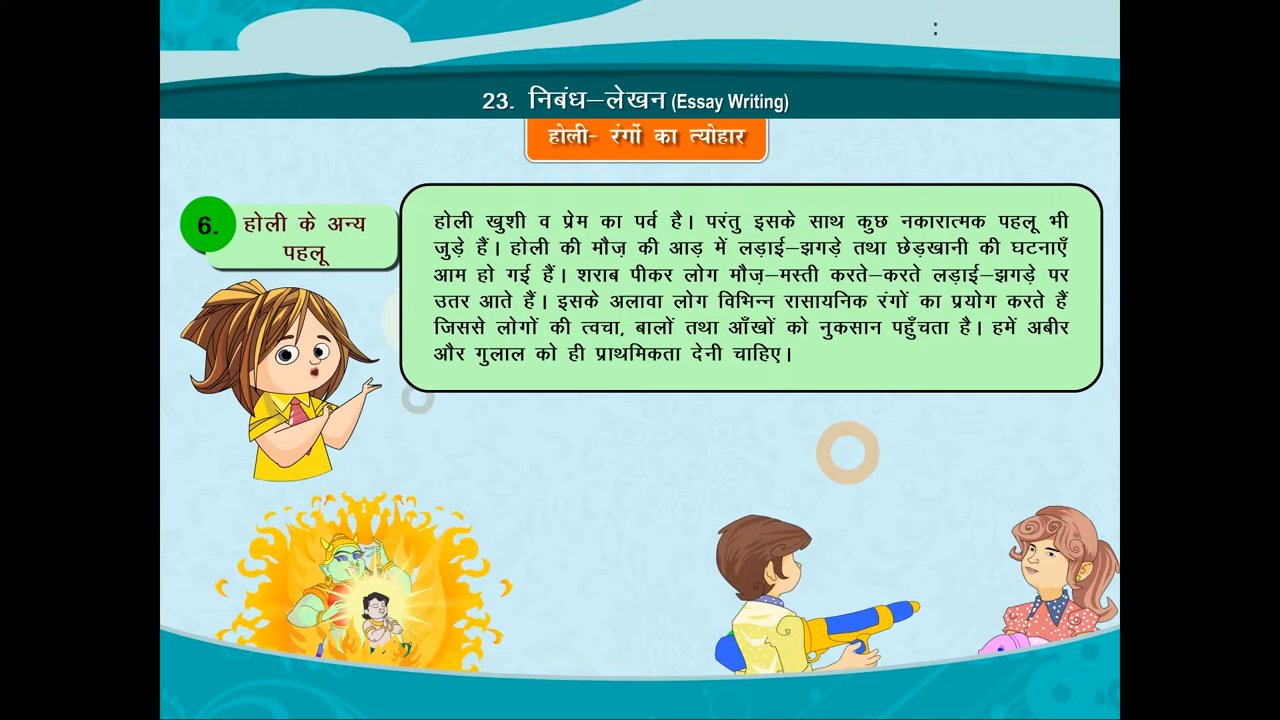 :
23. निबंध–लेखन (Essay Writing)
होली- रंगों का त्योहार
6. होली के अन्य
पहलू
होली खुशी व प्रेम का पर्व है। परंतु इसके साथ कुछ नकारात्मक पहलू भी
जुड़े हैं। होली की मौज़ की आड़ में लड़ाई–झगड़े तथा छेड़खानी की घटनाएँ
आम हो गई हैं। शराब पीकर लोग मौज़–मस्ती करते–करते लड़ाई–झगड़े पर
उतर आते हैं। इसके अलावा लोग विभिन्न रासायनिक रंगों का प्रयोग करते हैं
जिससे लोगों की त्वचा, बालों तथा आँखों को नुकसान पहुँचता है। हमें अबीर
और गुलाल को ही प्राथमिकता देनी चाहिए।